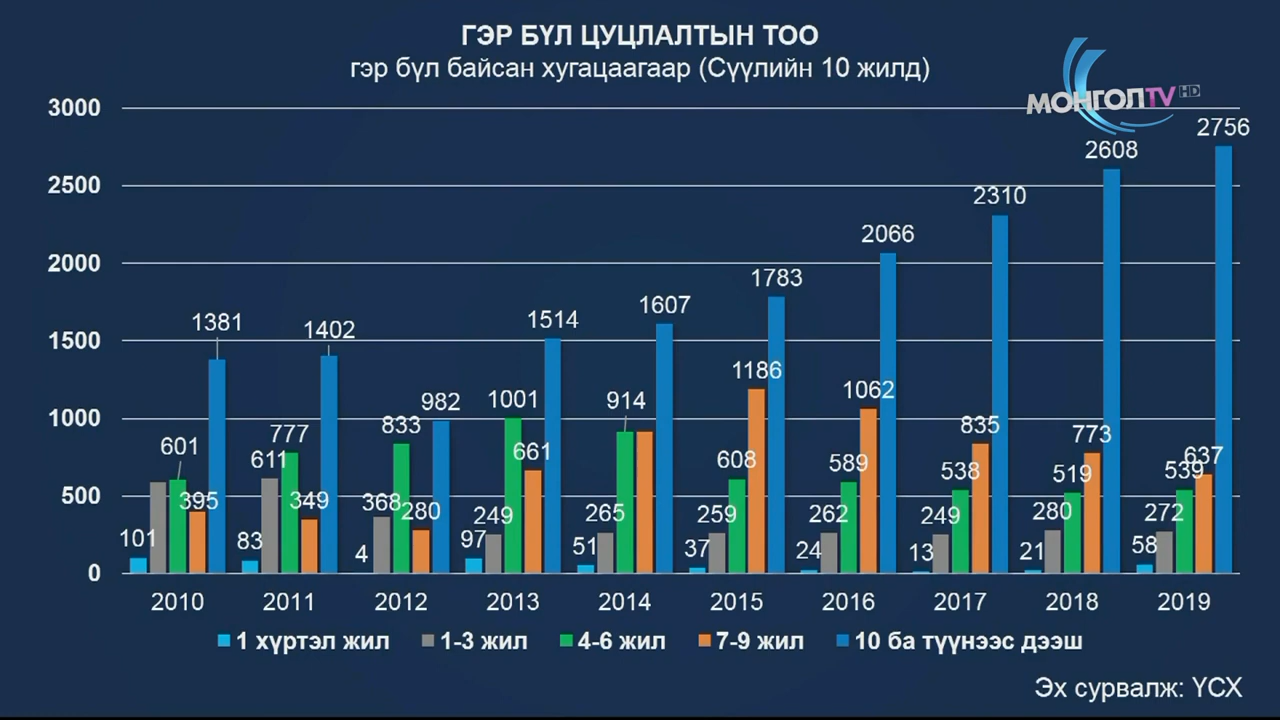 ГЭР БҮЛ ЦУЦЛАЛТЫН ТОО
гэр бүл байсан хугацаагаар (Сүүлийн 10 жилд)
МОНГОЛTV HD
3000
2500
2000
1500
1000
500
0
101 601 395 1381
83 611 777 349 1402
4 368 833 280 982
97 249 1001 661 1514
51 265 914 1607
37 259 608 1186 1783
24 262 589 1062 2066
13 249 538 835 2310
21 280 519 773 2608
58 272 539 637 2756
2010 2011 2012 2013 2014 2015 2016 2017 2018 2019
1 хүртэл жил 1-3 жил 4-6 жил 7-9 жил 10 ба түүнээс дээш
Эх сурвалж: ҮСХ